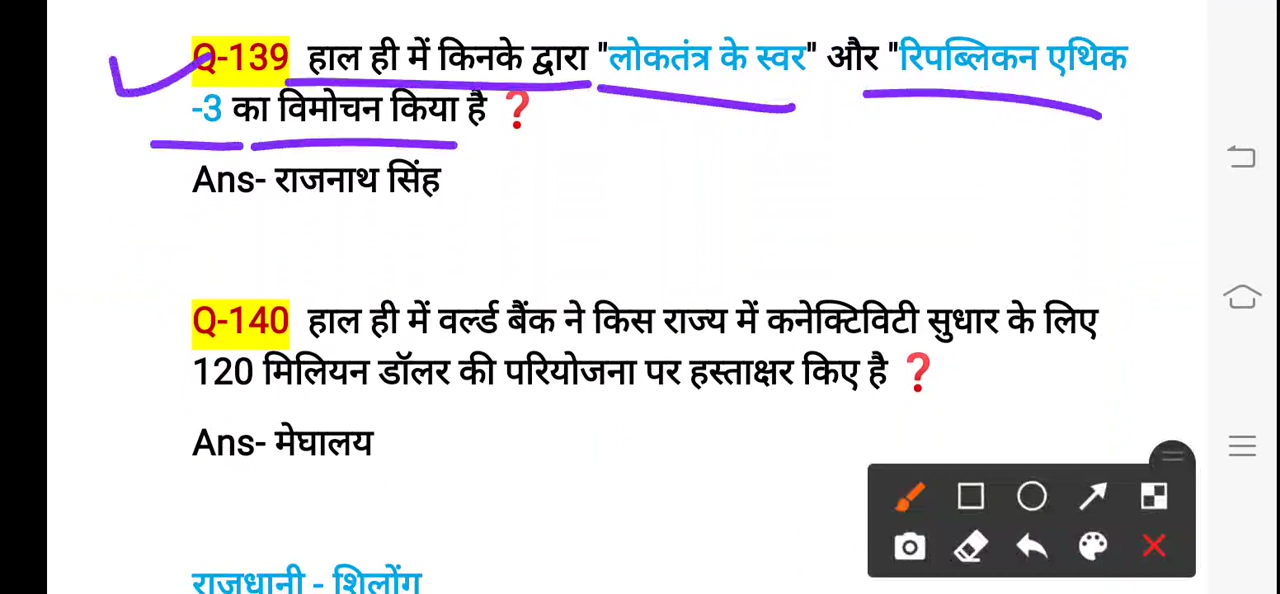 Q-139 हाल ही में किनके द्वारा "लोकतंत्र के स्वर" और "रिपब्लिकन एथिक
-3 का विमोचन किया है ❓
Ans- राजनाथ सिंह
Q-140 हाल ही में वर्ल्ड बैंक ने किस राज्य में कनेक्टिविटी सुधार के लिए
120 मिलियन डॉलर की परियोजना पर हस्ताक्षर किए है ❓
Ans- मेघालय
राजधानी - शिलोंग